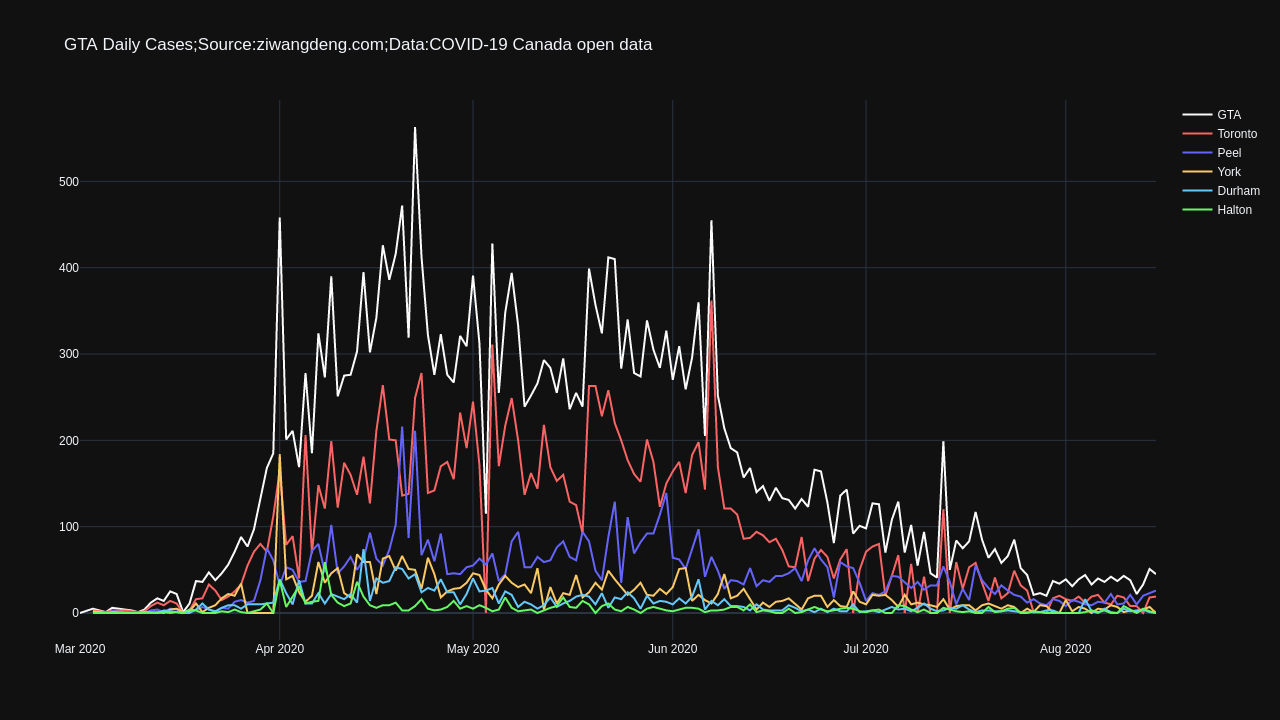 GTA Daily Cases;Source:ziwangdeng.com;Data:COVID-19 Canada open data
GTA
Toronto
Peel
York
Durham
Halton
500
400
300
200
100
0
Mar 2020
Apr 2020
May 2020
Jun 2020
Jul 2020
Aug 2020